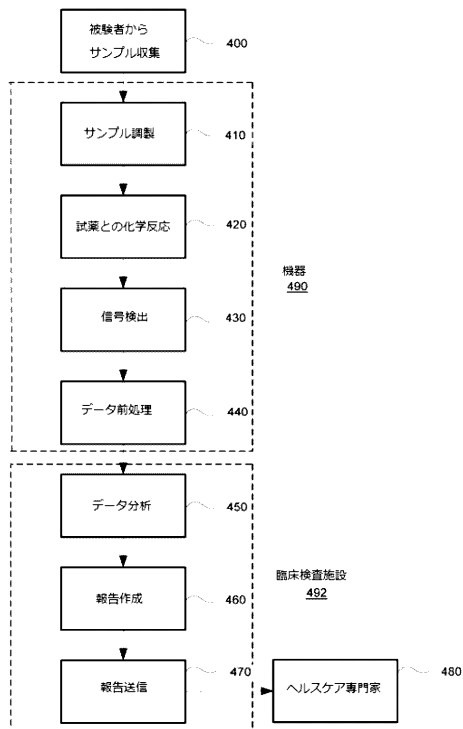 被験者から
サンプル収集
400
サンプル調製
410
試薬との化学反応
420
機器
490
信号検出
430
データ前処理
440
データ分析
450
臨床検査施設
492
報告作成
460
報告送信
470
ヘルスケア専門家
480